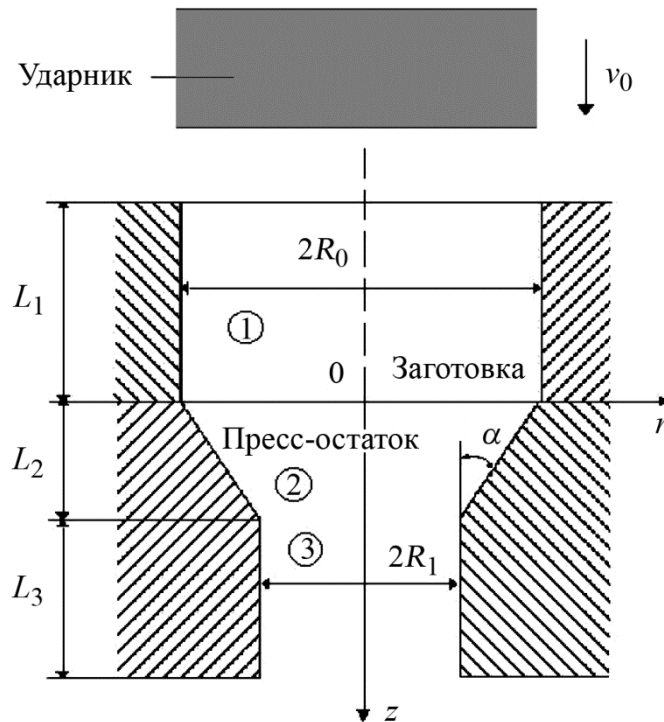 Ударник
v0
2R0
L1
1
0
Заготовка
r
Пресс-остаток
α
L2
2
3
2R1
L3
z